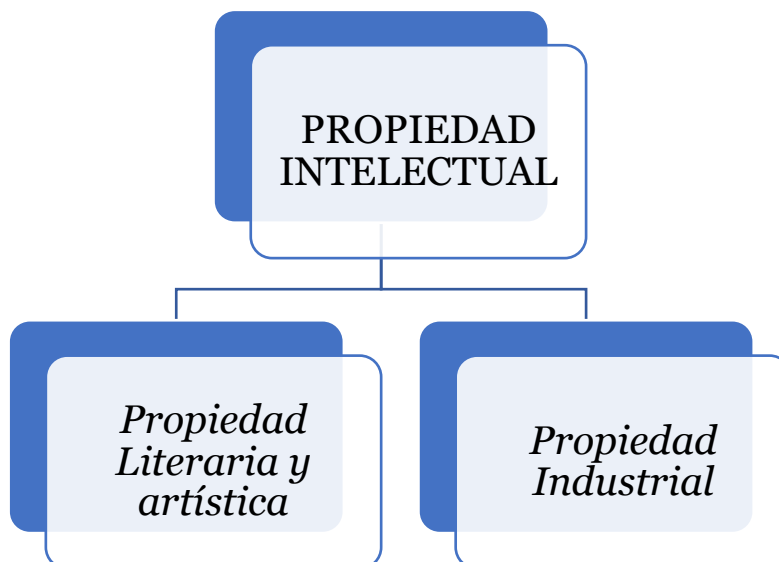 PROPIEDAD
INTELECTUAL
Propiedad
Literaria y
artística
Propiedad
Industrial